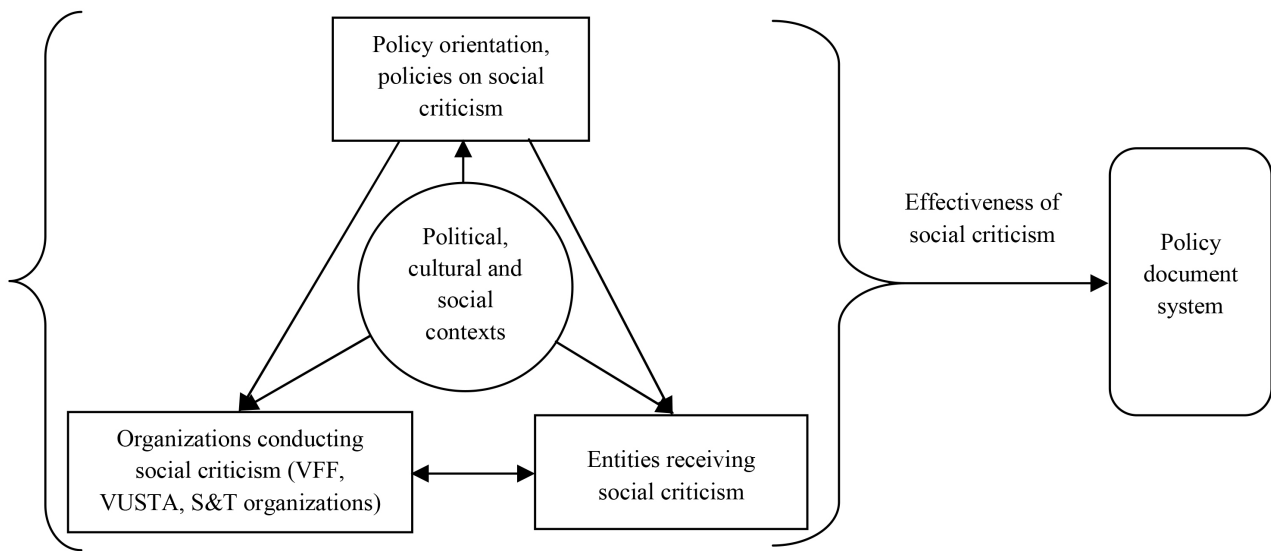 Policy orientation,
policies on social
criticism
Political,
cultural and
social
contexts
Organizations conducting
social criticism (VFF,
VUSTA, S&T organizations)
Entities receiving
social criticism
Effectiveness of
social criticism
Policy
document
system